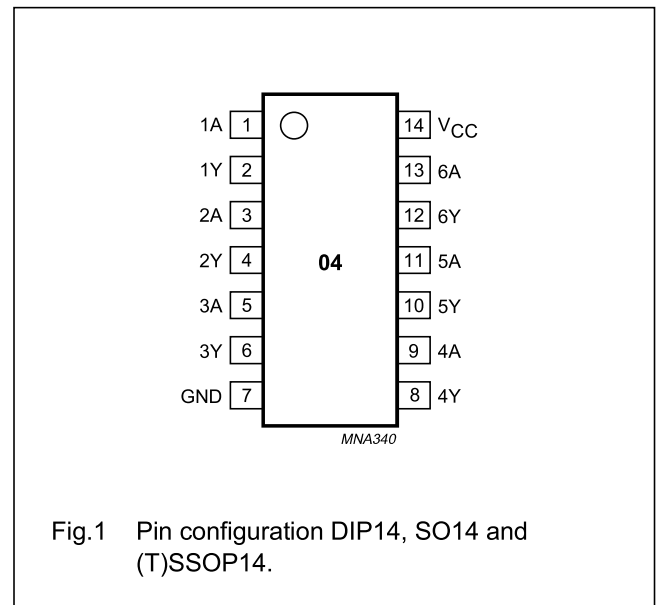 1A 1 14 VCC
1Y 2 13 6A
2A 3 12 6Y
2Y 4 04 11 5A
3A 5 10 5Y
3Y 6 9 4A
GND 7 8 4Y
MNA340
Fig.1 Pin configuration DIP14, SO14 and
(T)SSOP14.